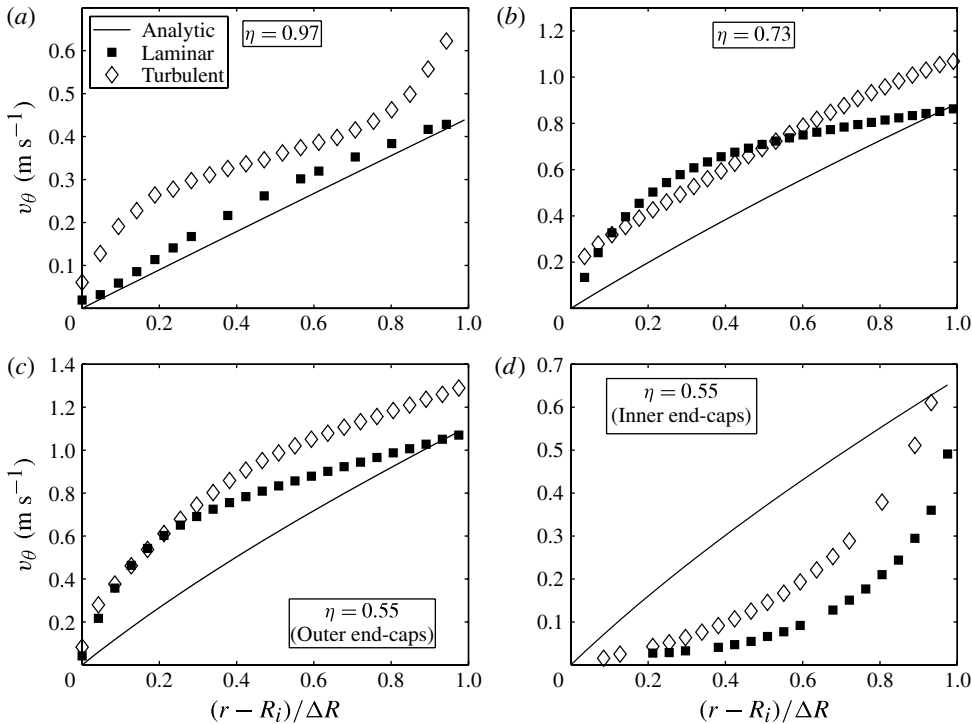 (a)
η = 0.97
Analytic
Laminar
Turbulent
0.6
0.5
0.4
0.3
0.2
0.1
v_θ (m s⁻¹)
0 0.2 0.4 0.6 0.8 1.0
(b)
η = 0.73
1.2
1.0
0.8
0.6
0.4
0.2
0 0.2 0.4 0.6 0.8 1.0
(c)
1.4
1.2
1.0
0.8
0.6
0.4
0.2
v_θ (m s⁻¹)
η = 0.55
(Outer end-caps)
0 0.2 0.4 0.6 0.8 1.0
(r − R_i)/ΔR
(d)
0.7
0.6
0.5
0.4
0.3
0.2
0.1
η = 0.55
(Inner end-caps)
0 0.2 0.4 0.6 0.8 1.0
(r − R_i)/ΔR